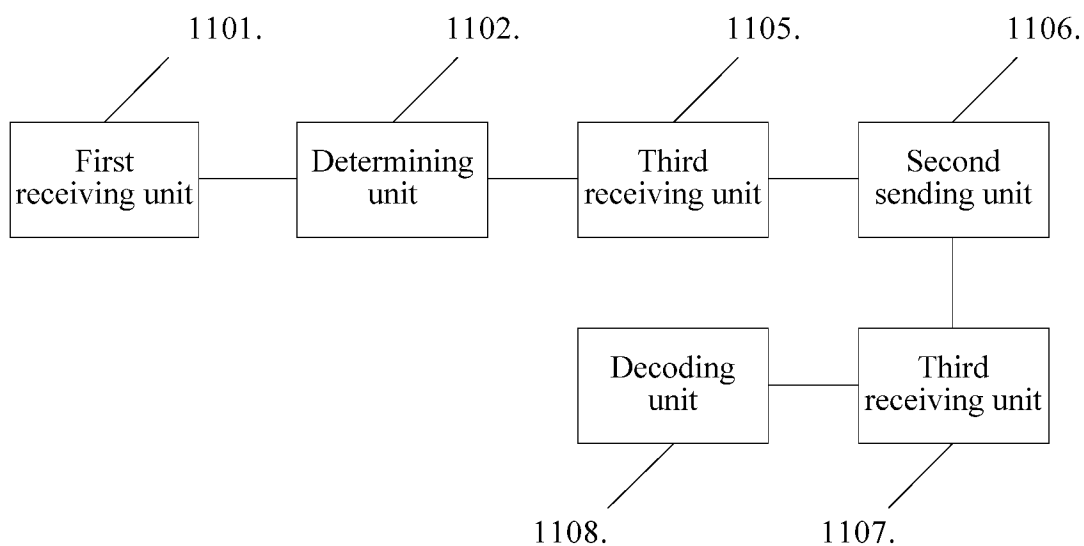 1101.
1102.
1105.
1106.
First
receiving unit
Determining
unit
Third
receiving unit
Second
sending unit
Decoding
unit
Third
receiving unit
1108.
1107.